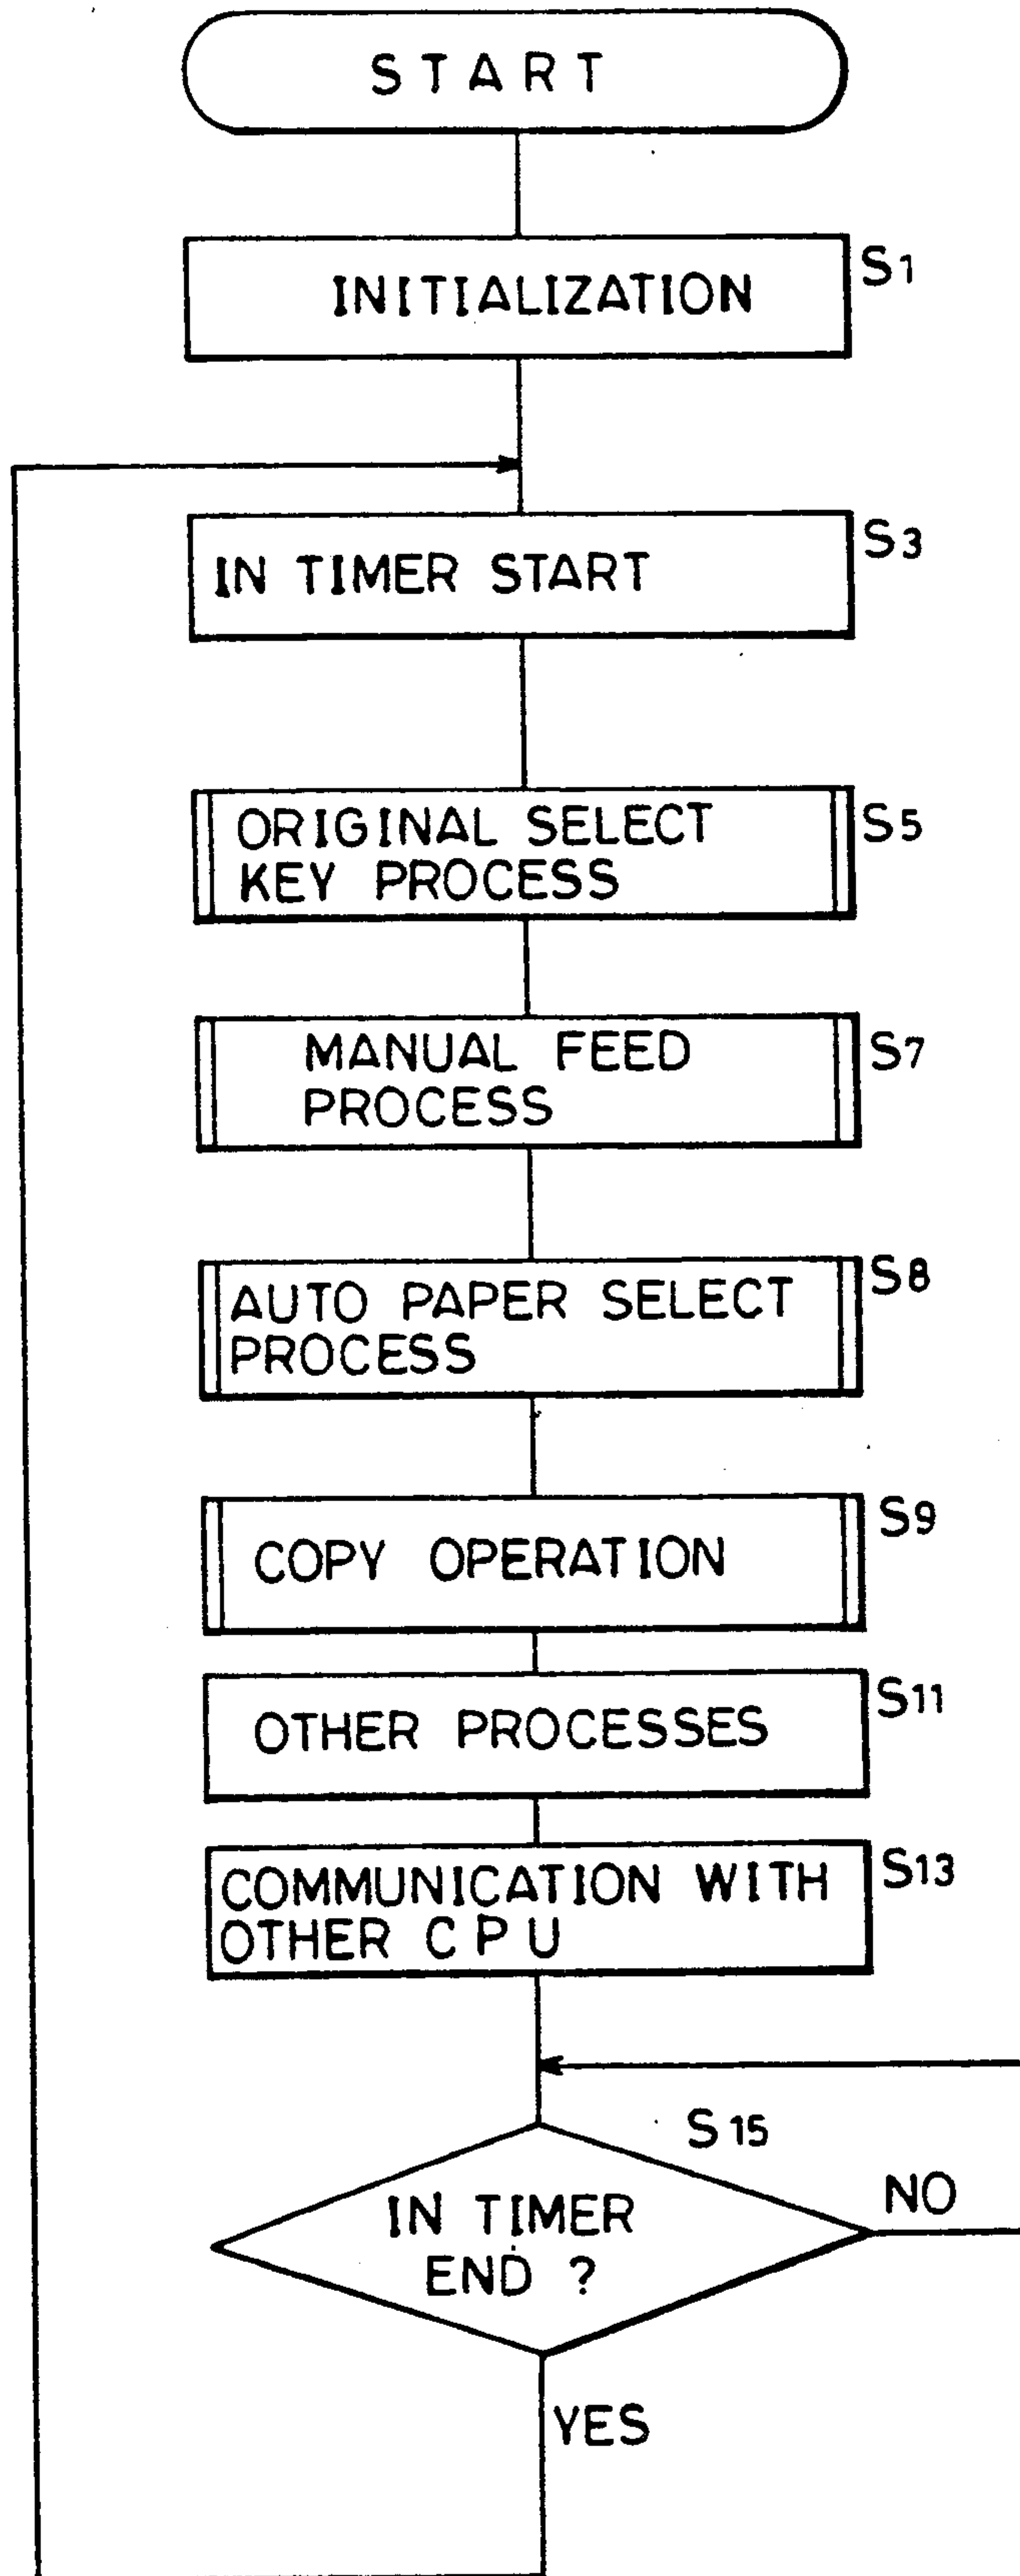 START
INITIALIZATION
S1
IN TIMER START
S3
ORIGINAL SELECT
KEY PROCESS
S5
MANUAL FEED
PROCESS
S7
AUTO PAPER SELECT
PROCESS
S8
COPY OPERATION
S9
OTHER PROCESSES
S11
COMMUNICATION WITH
OTHER CPU
S13
S15
IN TIMER
END ?
NO
YES